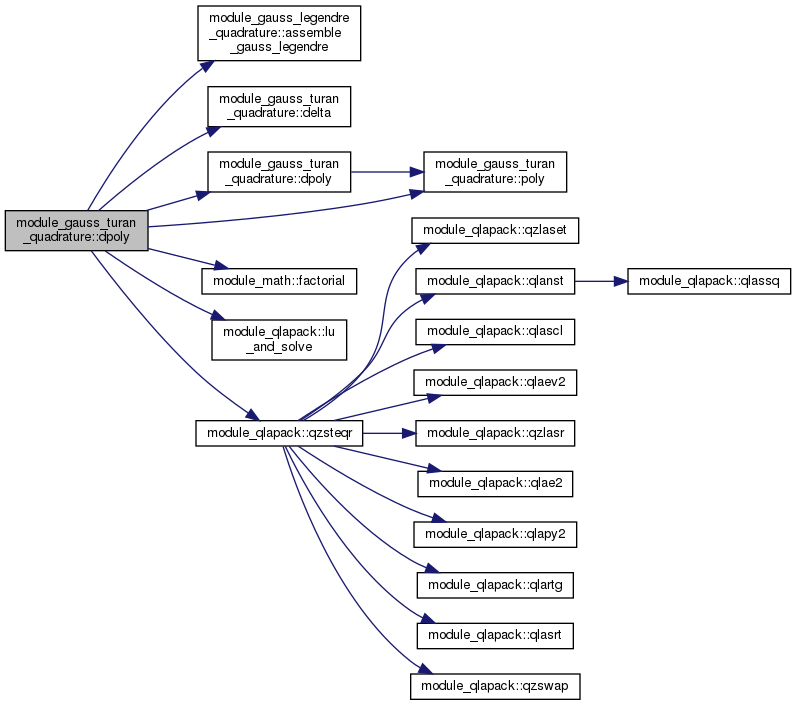 module_gauss_legendre
_quadrature::assemble
_gauss_legendre
module_gauss_turan
_quadrature::delta
module_gauss_turan
_quadrature::dpoly
module_gauss_turan
_quadrature::poly
module_gauss_turan
_quadrature::dpoly
module_qlapack::qzlaset
module_math::factorial
module_qlapack::qlanst
module_qlapack::qlassq
module_qlapack::lu
_and_solve
module_qlapack::qlascl
module_qlapack::qlaev2
module_qlapack::qzsteqr
module_qlapack::qzlasr
module_qlapack::qlae2
module_qlapack::qlapy2
module_qlapack::qlartg
module_qlapack::qlasrt
module_qlapack::qzswap